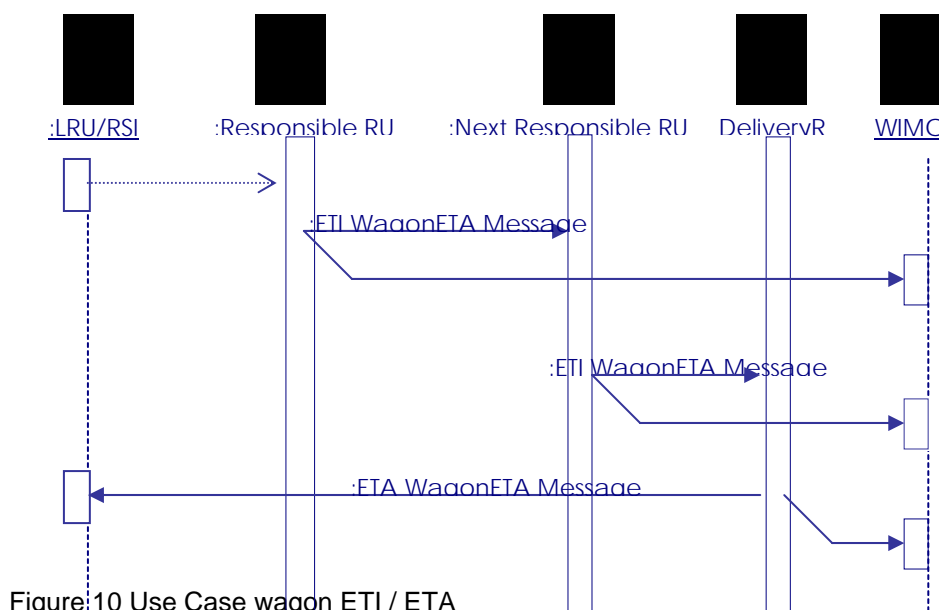 :LRU/RSI :Responsible RU :Next Responsible RU DeliveryR WIMO
:ETI WagonETA Message
:ETI WagonETA Message
:ETA WagonETA Message
Figure 10 Use Case wagon ETI / ETA